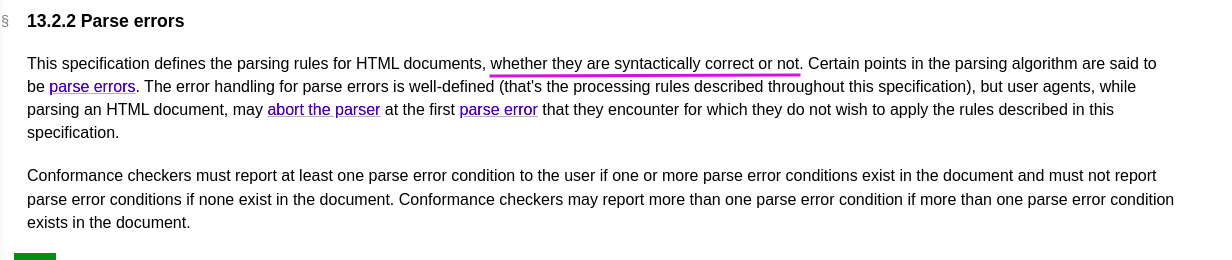 § 13.2.2 Parse errors
This specification defines the parsing rules for HTML documents, whether they are syntactically correct or not. Certain points in the parsing algorithm are said to
be parse errors. The error handling for parse errors is well-defined (that's the processing rules described throughout this specification), but user agents, while
parsing an HTML document, may abort the parser at the first parse error that they encounter for which they do not wish to apply the rules described in this
specification.
Conformance checkers must report at least one parse error condition to the user if one or more parse error conditions exist in the document and must not report
parse error conditions if none exist in the document. Conformance checkers may report more than one parse error condition if more than one parse error condition
exists in the document.